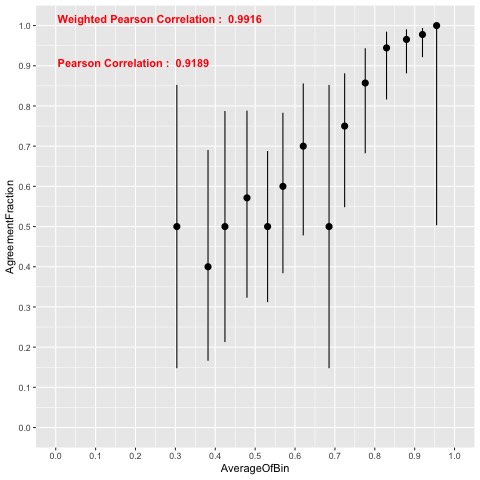 Weighted Pearson Correlation :  0.9916
Pearson Correlation :  0.9189
1.0
0.9
0.8
0.7
0.6
0.5
0.4
0.3
0.2
0.1
0.0
AgreementFraction
0.0 0.1 0.2 0.3 0.4 0.5 0.6 0.7 0.8 0.9 1.0
AverageOfBin